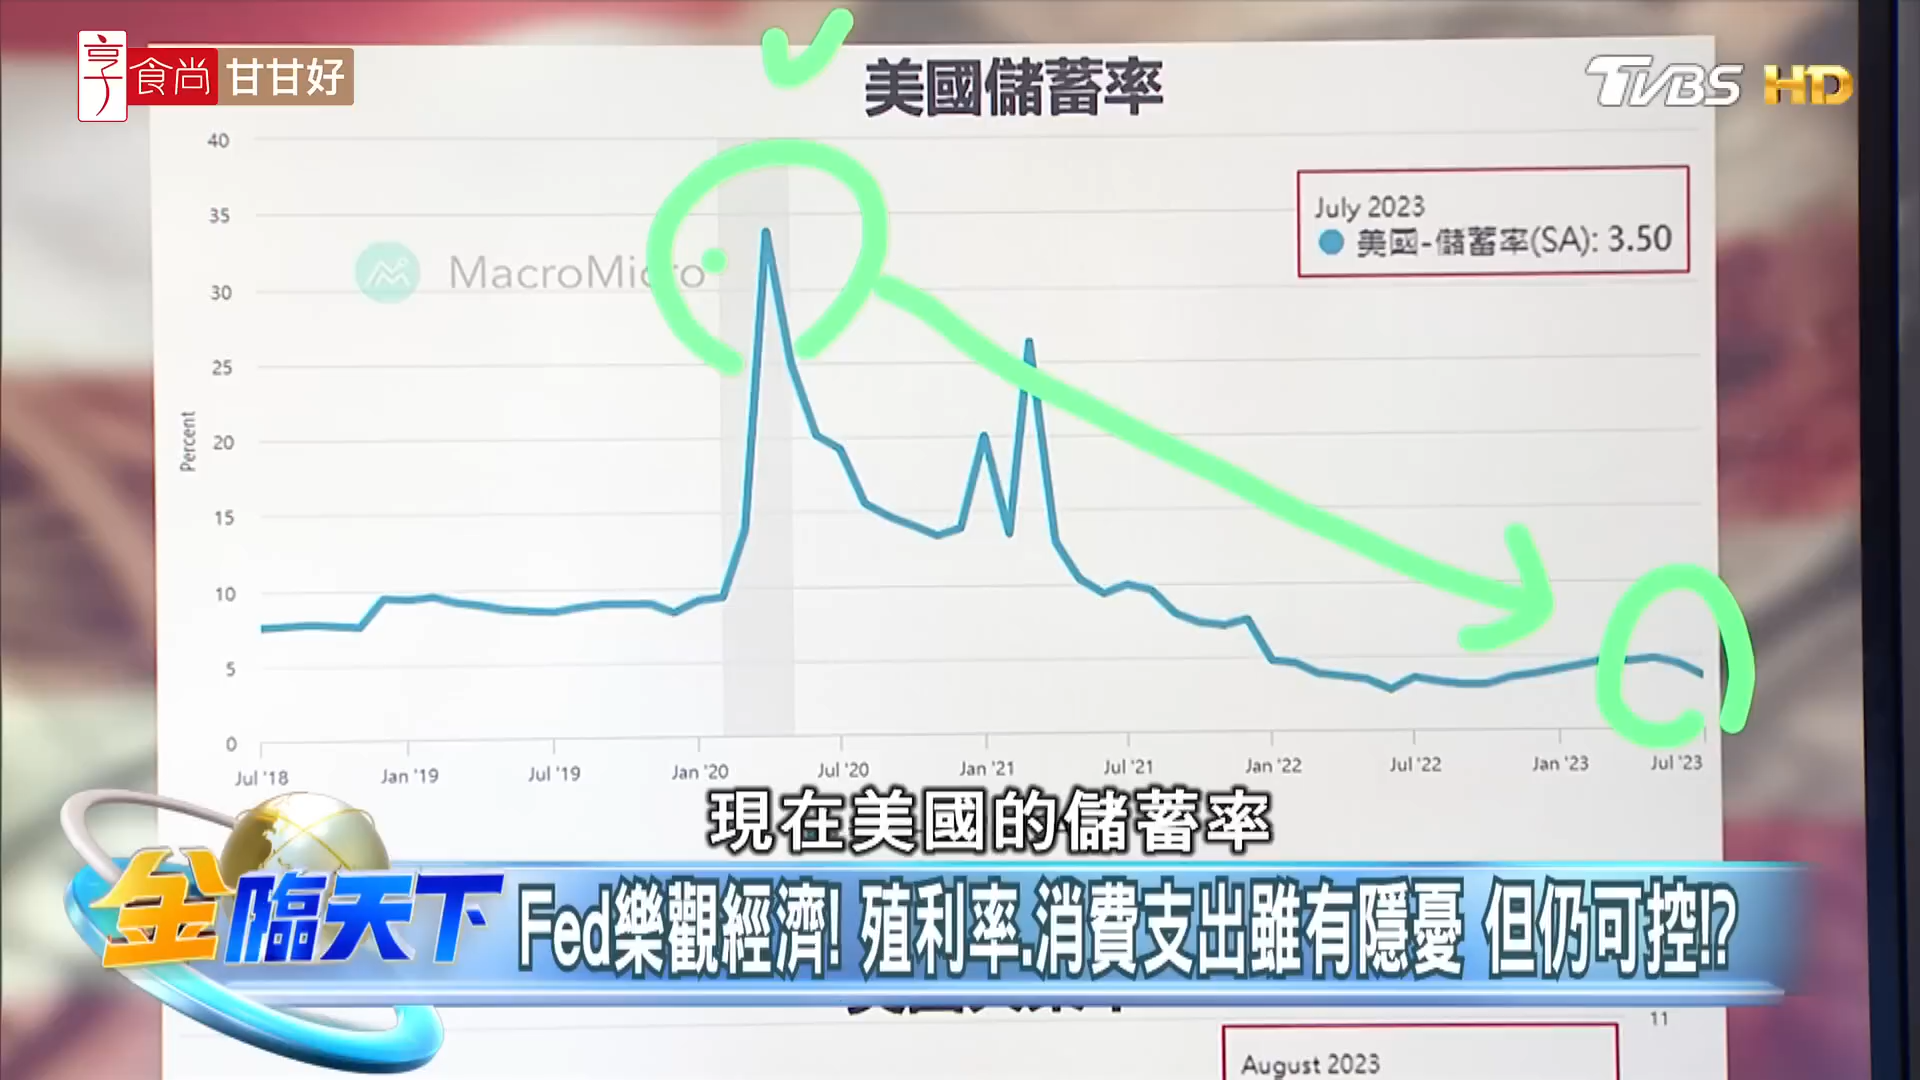 享
食尚 甘甘好
TVBS HD
美國儲蓄率
July 2023
美國-儲蓄率(SA): 3.50
MacroMicro
Percent
40
35
30
25
20
15
10
5
0
Jul '18 Jan '19 Jul '19 Jan '20 Jul '20 Jan '21 Jul '21 Jan '22 Jul '22 Jan '23 Jul '23
現在美國的儲蓄率
金臨天下
Fed樂觀經濟! 殖利率.消費支出雖有隱憂 但仍可控!?
11
August 2023